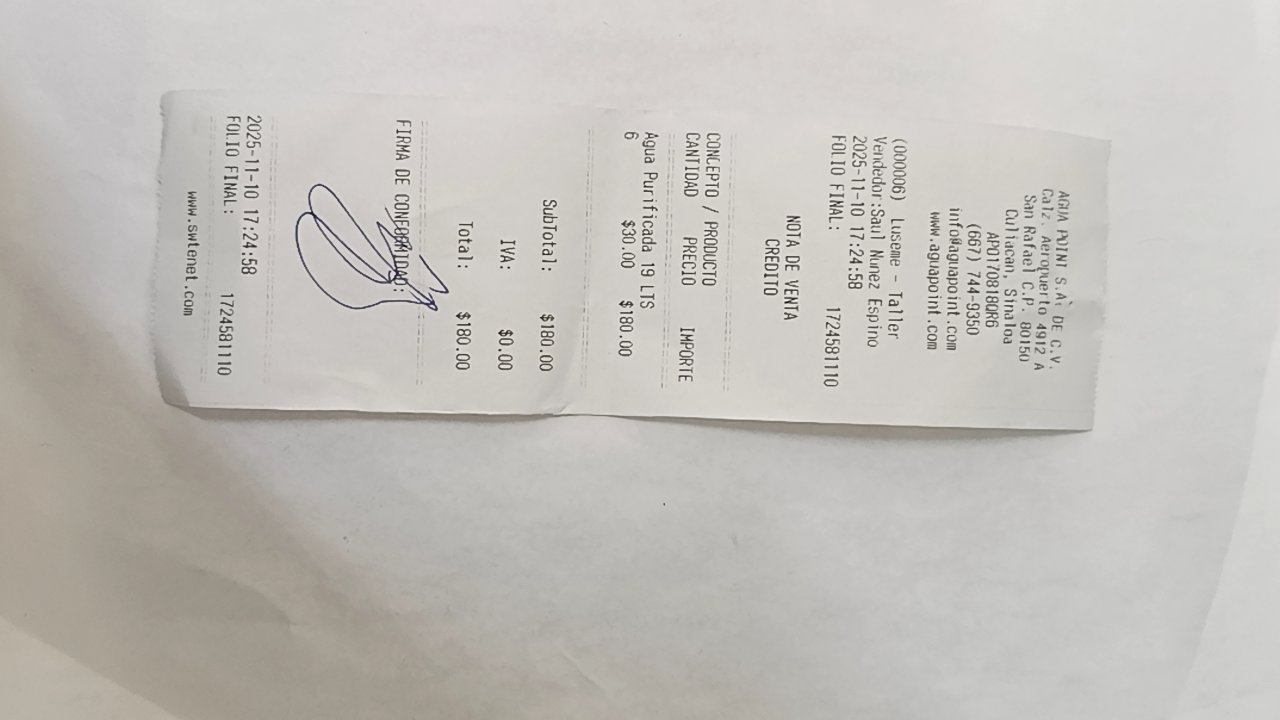 AGUA POINT S.A. DE C.V.
Calz. Aeropuerto 4912 A
San Rafael C.P. 80150
Culiacan, Sinaloa
APO170818QR6
(667) 744-9350
info@aguapoint.com
www.aguapoint.com
(000006) Luseme - Taller
Vendedor:Saul Nunez Espino
2025-11-10 17:24:58
FOLIO FINAL: 1724581110
NOTA DE VENTA
CREDITO
CONCEPTO / PRODUCTO
CANTIDAD PRECIO IMPORTE
Agua Purificada 19 LTS
6 $30.00 $180.00
SubTotal: $180.00
IVA: $0.00
Total: $180.00
FIRMA DE CONFORMIDAD:
2025-11-10 17:24:58
FOLIO FINAL: 1724581110
www.swtenet.com